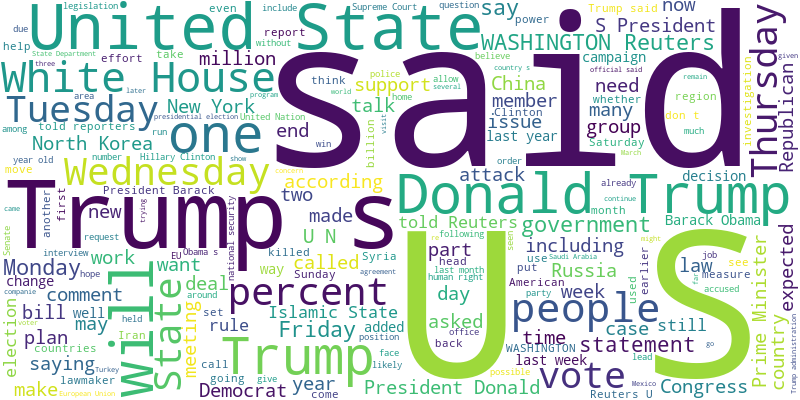 said
U S
Trump s
United State
Donald Trump
White House
Tuesday
one
Wednesday
will
Trump
percent
people
vote
Thursday
State
Republican
WASHINGTON Reuters
S President
say
now
campaign
million
support
talk
China
member
issue
need
many
group
New York
North Korea
told reporters
end
last year
attack
according
two
made
new
U N
told Reuters
government
including
Barack Obama
decision
President Barack
Hillary Clinton
Clinton
Monday
work
want
deal
called
comment
bill
plan
may
saying
make
election
change
meeting
Islamic State
Friday
rule
Democrat
year
added
asked
day
part
Russia
week
law
case
still
statement
time
last week
Congress
President Donald
Prime Minister
country
expected
investigation
region
whether
Saturday
don t
much
order
police
home
billion
Supreme Court
question
power
Trump said
include
legislation
due
help
even
effort
report
take
without
State Department
three
later
area
program
among
run
presidential election
United Nation
year old
number
move
win
show
visit
world
think
believe
allow
several
country s
official said
remain
given
March
already
continue
month
another
first
came
trying
concern
Senate
interview
request
hope
EU
Obama s
national security
killed
Sunday
way
Syria
head
last month
human right
following
seen
Saudi Arabia
night
job
see
use
put
American
party
earlier
used
measure
accused
far
well
Iran
countries
lawmaker
Turkey
held
around
set
call
going
give
come
position
face
likely
back
office
WASHINGTON
possible
Reuters U
lead
Mexico
go
companie
voter
European Union
agreement
Trump administration